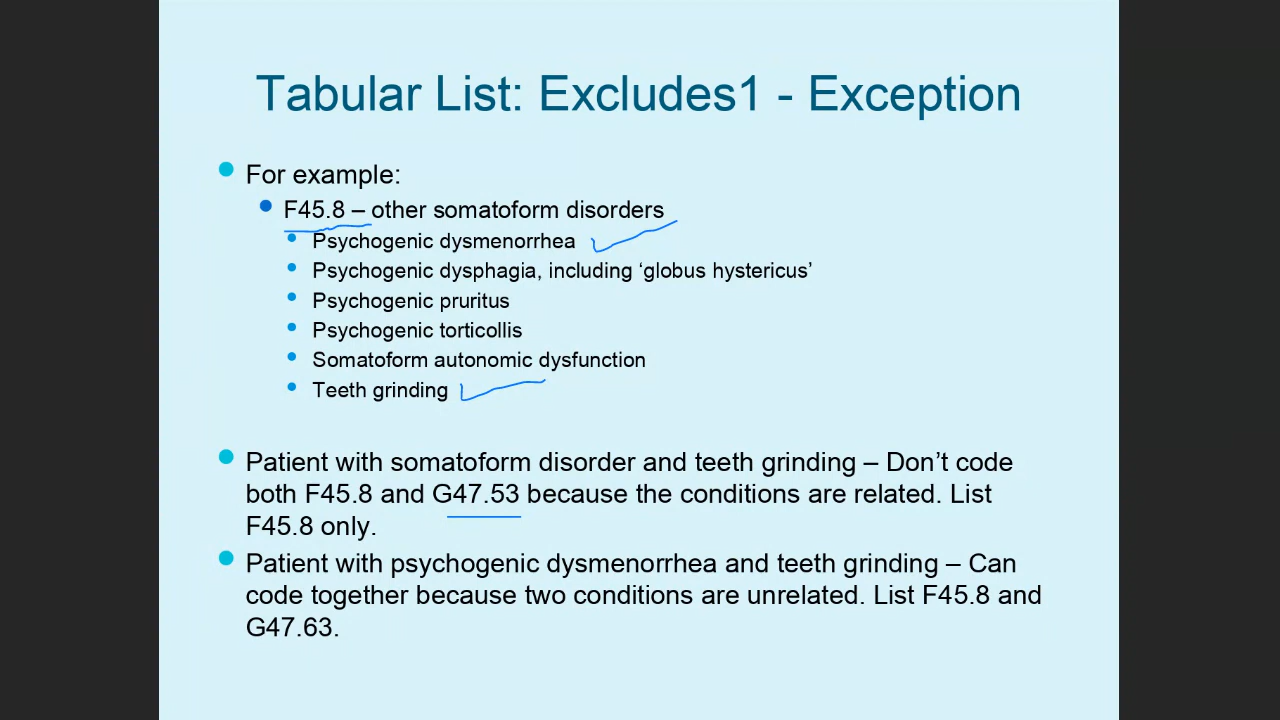 Tabular List: Excludes1 - Exception
For example:
F45.8 – other somatoform disorders
Psychogenic dysmenorrhea
Psychogenic dysphagia, including ‘globus hystericus’
Psychogenic pruritus
Psychogenic torticollis
Somatoform autonomic dysfunction
Teeth grinding
Patient with somatoform disorder and teeth grinding – Don’t code
both F45.8 and G47.53 because the conditions are related. List
F45.8 only.
Patient with psychogenic dysmenorrhea and teeth grinding – Can
code together because two conditions are unrelated. List F45.8 and
G47.63.